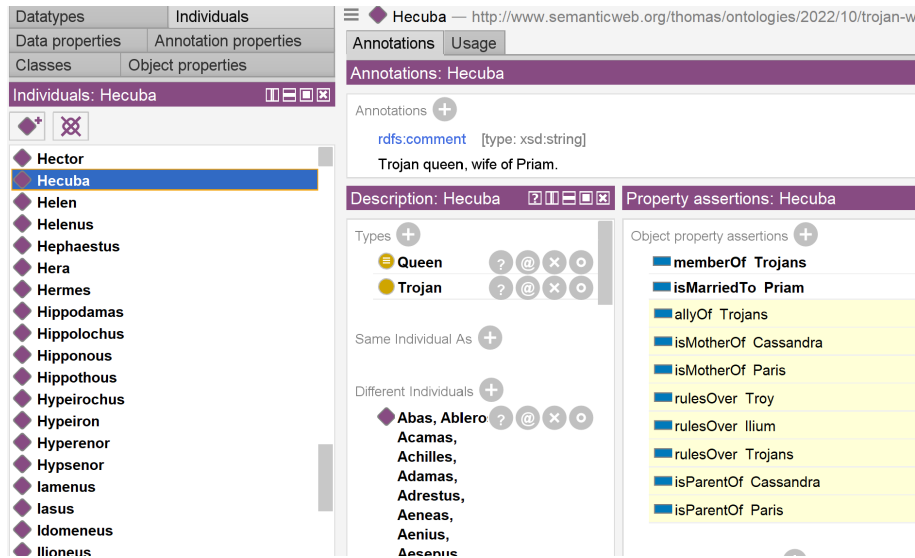 Datatypes
Individuals
Data properties
Annotation properties
Classes
Object properties
Individuals: Hecuba
Hector
Hecuba
Helen
Helenus
Hephaestus
Hera
Hermes
Hippodamas
Hippolochus
Hipponous
Hippothous
Hypeirochus
Hypeiron
Hyperenor
Hypsenor
Iamenus
Iasus
Idomeneus
Ilioneus
Hecuba — http://www.semanticweb.org/thomas/ontologies/2022/10/trojan-w
Annotations
Usage
Annotations: Hecuba
Annotations
rdfs:comment [type: xsd:string]
Trojan queen, wife of Priam.
Description: Hecuba
Types
Queen
Trojan
Same Individual As
Different Individuals
Abas, Ablero
Acamas,
Achilles,
Adamas,
Adrestus,
Aeneas,
Aenius,
Aesepus
Property assertions: Hecuba
Object property assertions
memberOf Trojans
isMarriedTo Priam
allyOf Trojans
isMotherOf Cassandra
isMotherOf Paris
rulesOver Troy
rulesOver Ilium
rulesOver Trojans
isParentOf Cassandra
isParentOf Paris